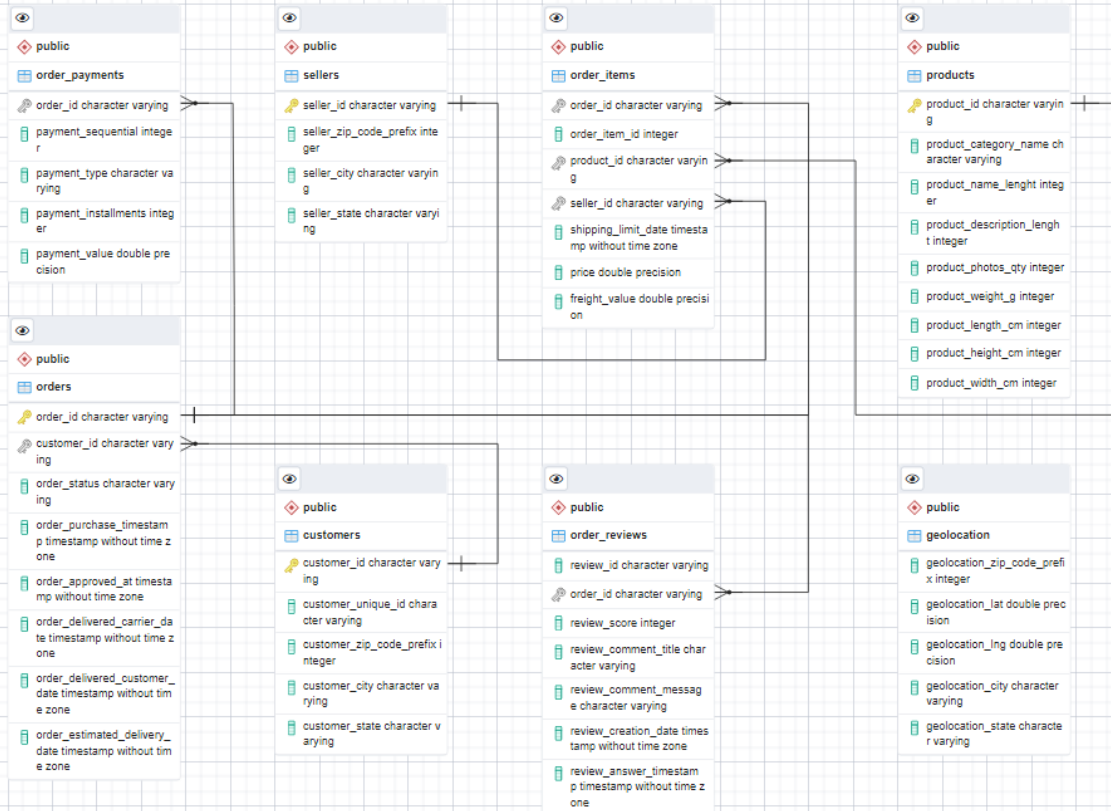 public
order_payments
order_id character varying
payment_sequential intege
r
payment_type character va
rying
payment_installments integ
er
payment_value double pre
cision
public
sellers
seller_id character varying
seller_zip_code_prefix inte
ger
seller_city character varyin
g
seller_state character varyi
ng
public
order_items
order_id character varying
order_item_id integer
product_id character varyin
g
seller_id character varying
shipping_limit_date timesta
mp without time zone
price double precision
freight_value double precisi
on
public
products
product_id character varyin
g
product_category_name ch
aracter varying
product_name_lenght integ
er
product_description_lengh
t integer
product_photos_qty integer
product_weight_g integer
product_length_cm integer
product_height_cm integer
product_width_cm integer
public
orders
order_id character varying
customer_id character vary
ing
order_status character vary
ing
order_purchase_timestam
p timestamp without time z
one
order_approved_at timesta
mp without time zone
order_delivered_carrier_da
te timestamp without time z
one
order_delivered_customer_
date timestamp without tim
e zone
order_estimated_delivery_
date timestamp without tim
e zone
public
customers
customer_id character vary
ing
customer_unique_id chara
cter varying
customer_zip_code_prefix i
nteger
customer_city character va
rying
customer_state character v
arying
public
order_reviews
review_id character varying
order_id character varying
review_score integer
review_comment_title char
acter varying
review_comment_messag
e character varying
review_creation_date times
tamp without time zone
review_answer_timestam
p timestamp without time z
one
public
geolocation
geolocation_zip_code_prefi
x integer
geolocation_lat double prec
ision
geolocation_lng double pre
cision
geolocation_city character
varying
geolocation_state characte
r varying